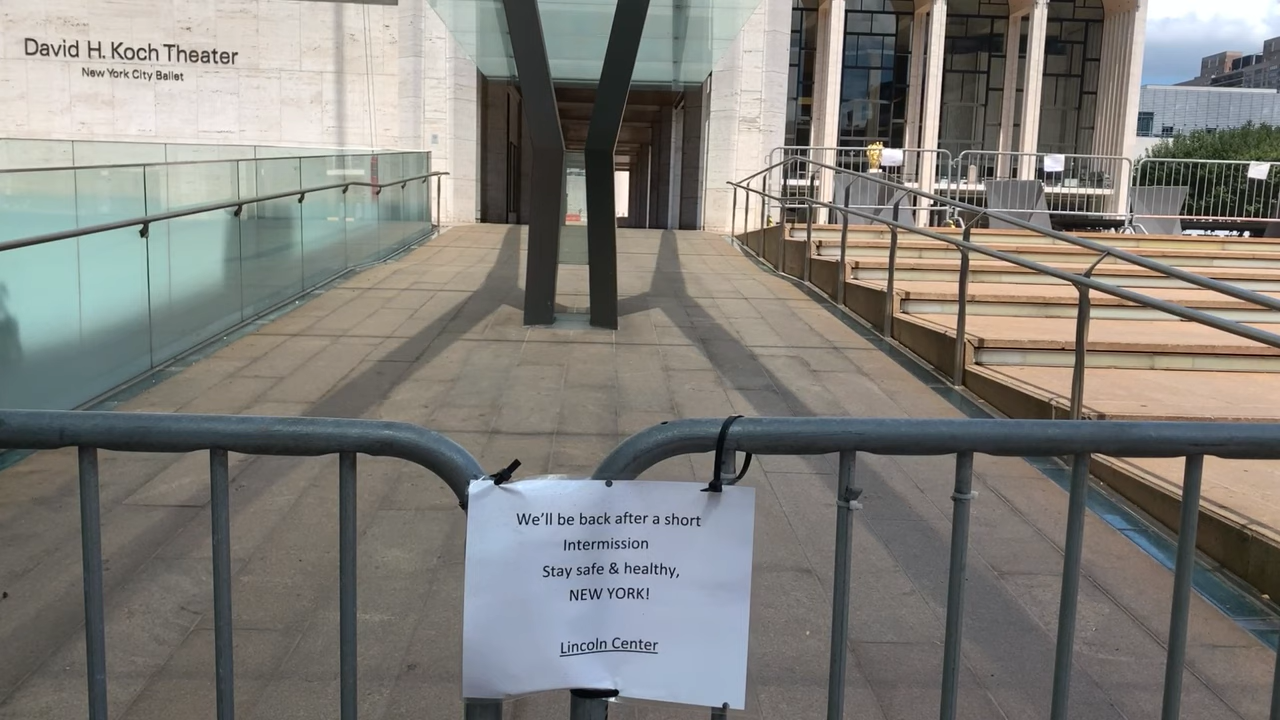 David H. Koch Theater
New York City Ballet
We'll be back after a short
Intermission
Stay safe & healthy,
NEW YORK!
Lincoln Center